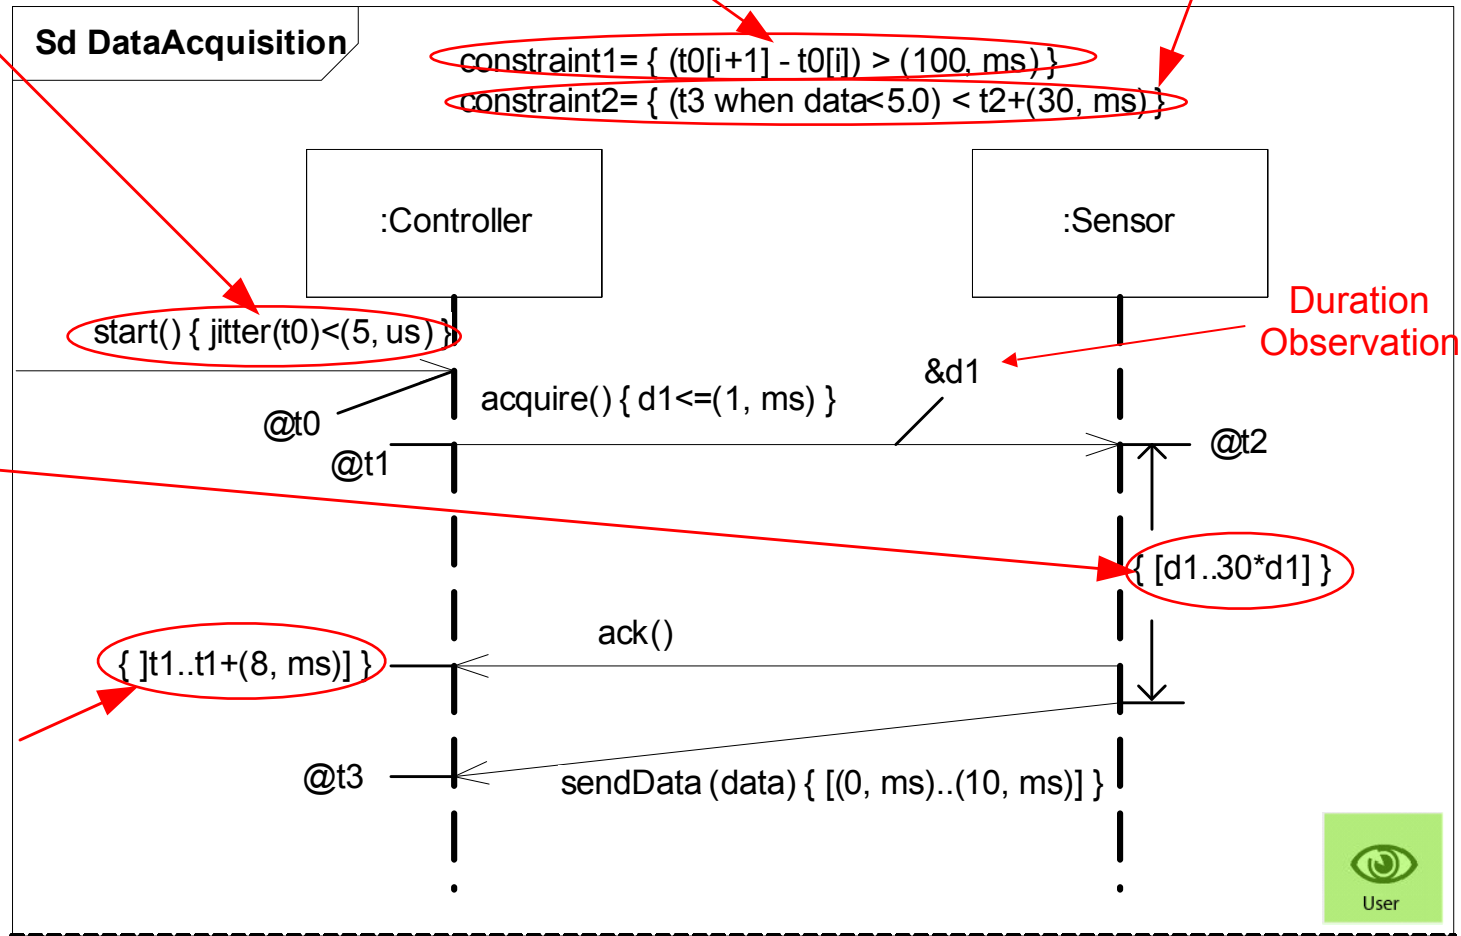 Sd DataAcquisition
constraint1= { (t0[i+1] - t0[i]) > (100, ms) }
constraint2= { (t3 when data<5.0) < t2+(30, ms) }
:Controller
:Sensor
Duration
Observation
start() { jitter(t0)<(5, us) }
&d1
acquire() { d1<=(1, ms) }
@t0
@t1
@t2
{ [d1..30*d1] }
ack()
{ ]t1..t1+(8, ms)] }
@t3
sendData (data) { [(0, ms)..(10, ms)] }
User